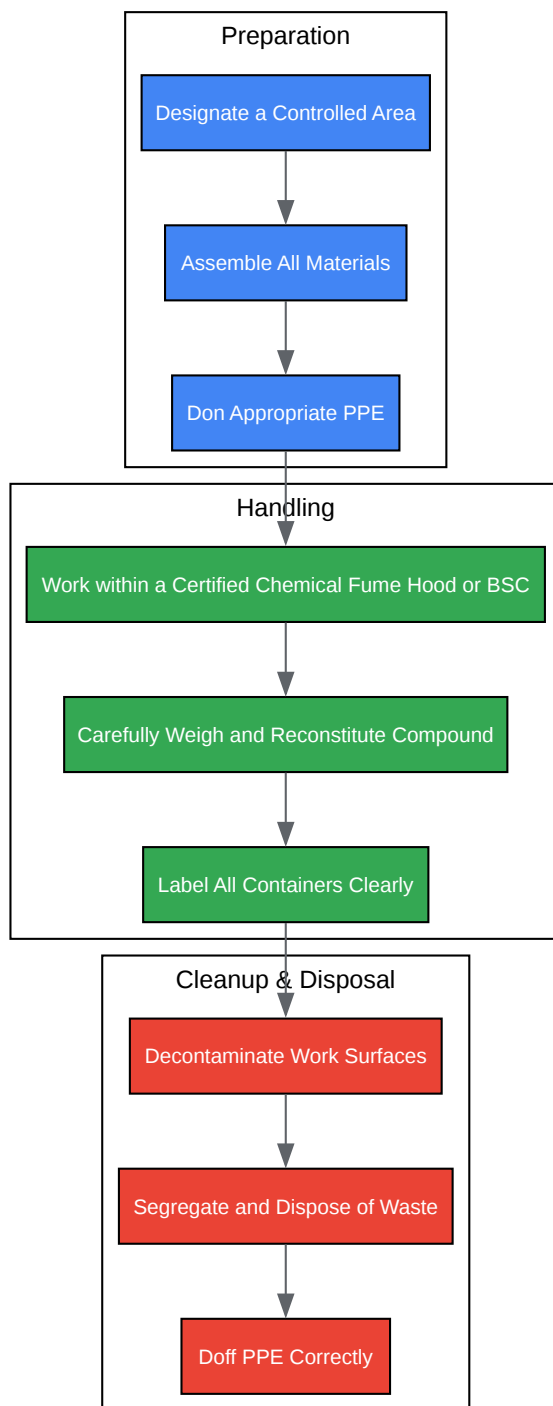 Preparation
Designate a Controlled Area
Assemble All Materials
Don Appropriate PPE
Handling
Work within a Certified Chemical Fume Hood or BSC
Carefully Weigh and Reconstitute Compound
Label All Containers Clearly
Cleanup & Disposal
Decontaminate Work Surfaces
Segregate and Dispose of Waste
Doff PPE Correctly